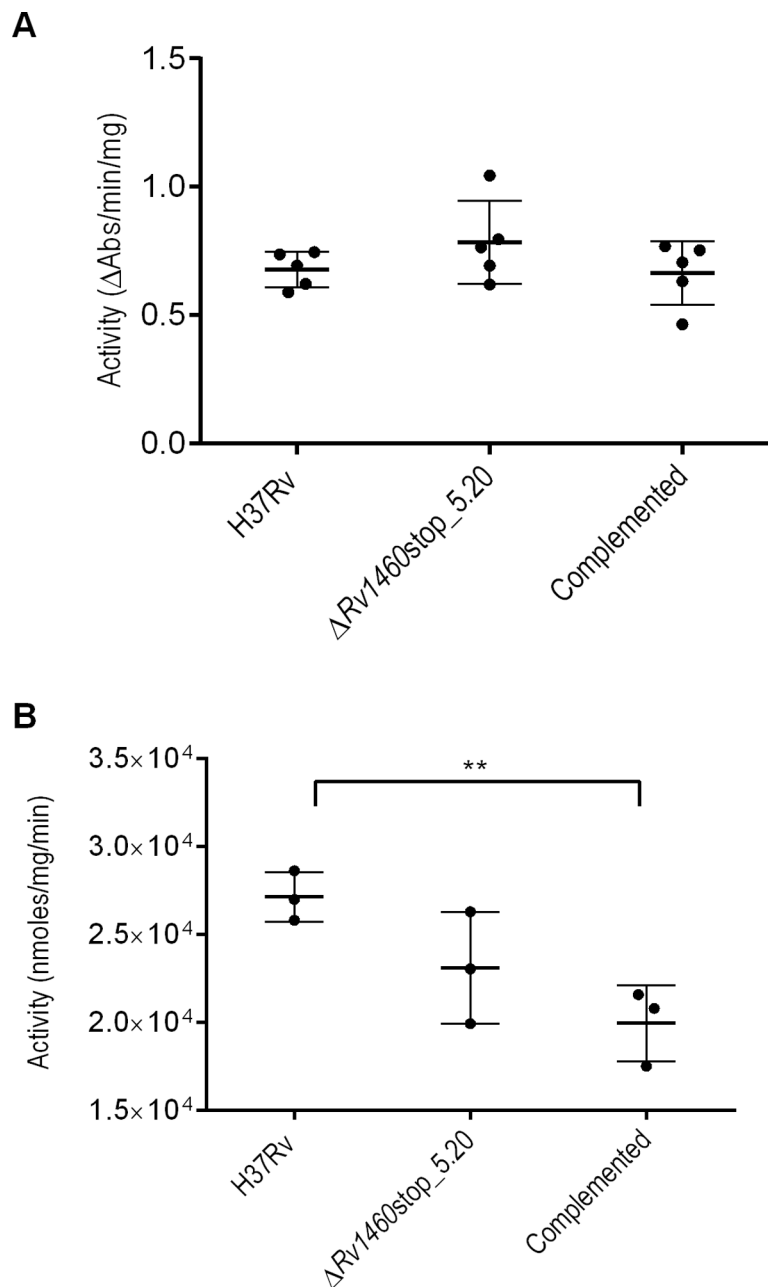 A
1.5
1.0
0.5
0.0
Activity (ΔAbs/min/mg)
H37Rv
ΔRv1460stop_5.20
Complemented
B
**
3.5×10⁴
3.0×10⁴
2.5×10⁴
2.0×10⁴
1.5×10⁴
Activity (nmoles/mg/min)
H37Rv
ΔRv1460stop_5.20
Complemented